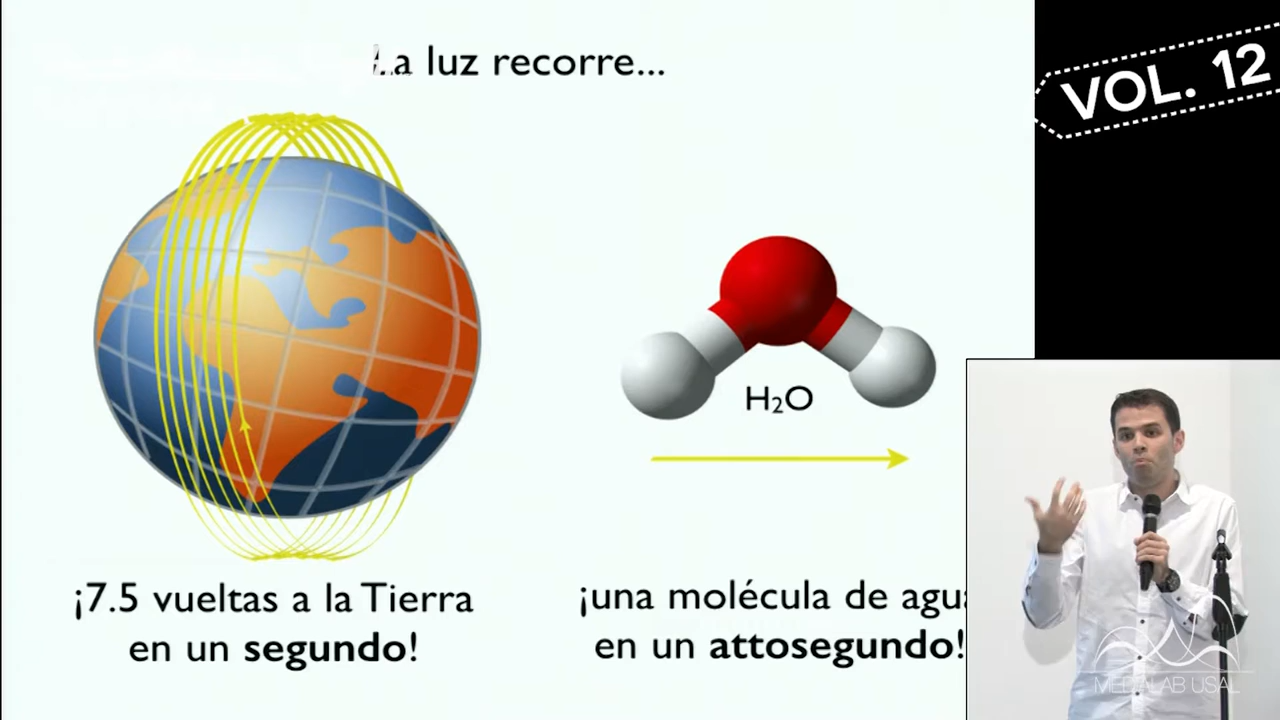 La luz recorre...
VOL. 12
H₂O
¡7.5 vueltas a la Tierra
en un segundo!
¡una molécula de agua
en un attosegundo!
MEDIALAB USAL